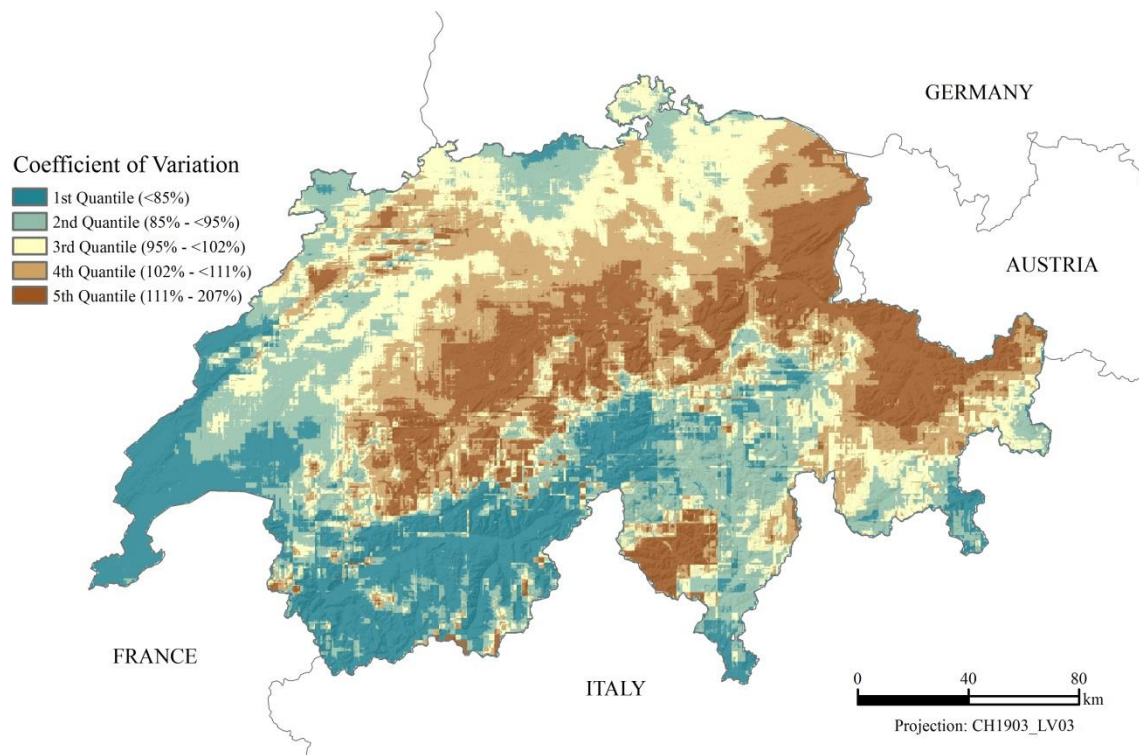 GERMANY
Coefficient of Variation
1st Quantile (<85%)
2nd Quantile (85% - <95%)
3rd Quantile (95% - <102%)
4th Quantile (102% - <111%)
5th Quantile (111% - 207%)
AUSTRIA
FRANCE
ITALY
0 40 80
km
Projection: CH1903_LV03